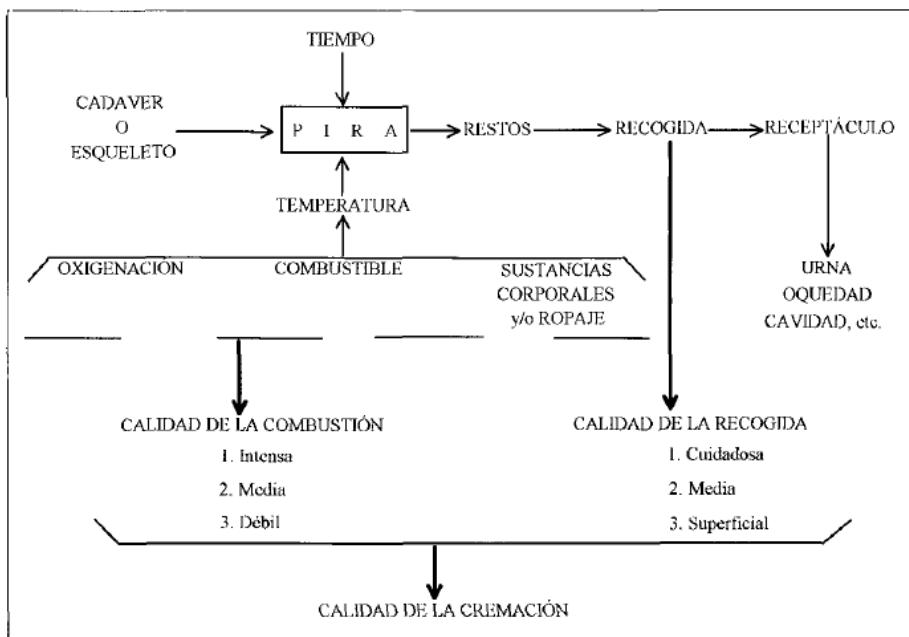 TIEMPO
CADAVER
O
ESQUELETO
P I R A
RESTOS
RECOGIDA
RECEPTÁCULO
TEMPERATURA
OXIGENACIÓN
COMBUSTIBLE
SUSTANCIAS
CORPORALES
y/o ROPAJE
URNA
OQUEDAD
CAVIDAD, etc.
CALIDAD DE LA COMBUSTIÓN
1. Intensa
2. Media
3. Débil
CALIDAD DE LA RECOGIDA
1. Cuidadosa
2. Media
3. Superficial
CALIDAD DE LA CREMACIÓN